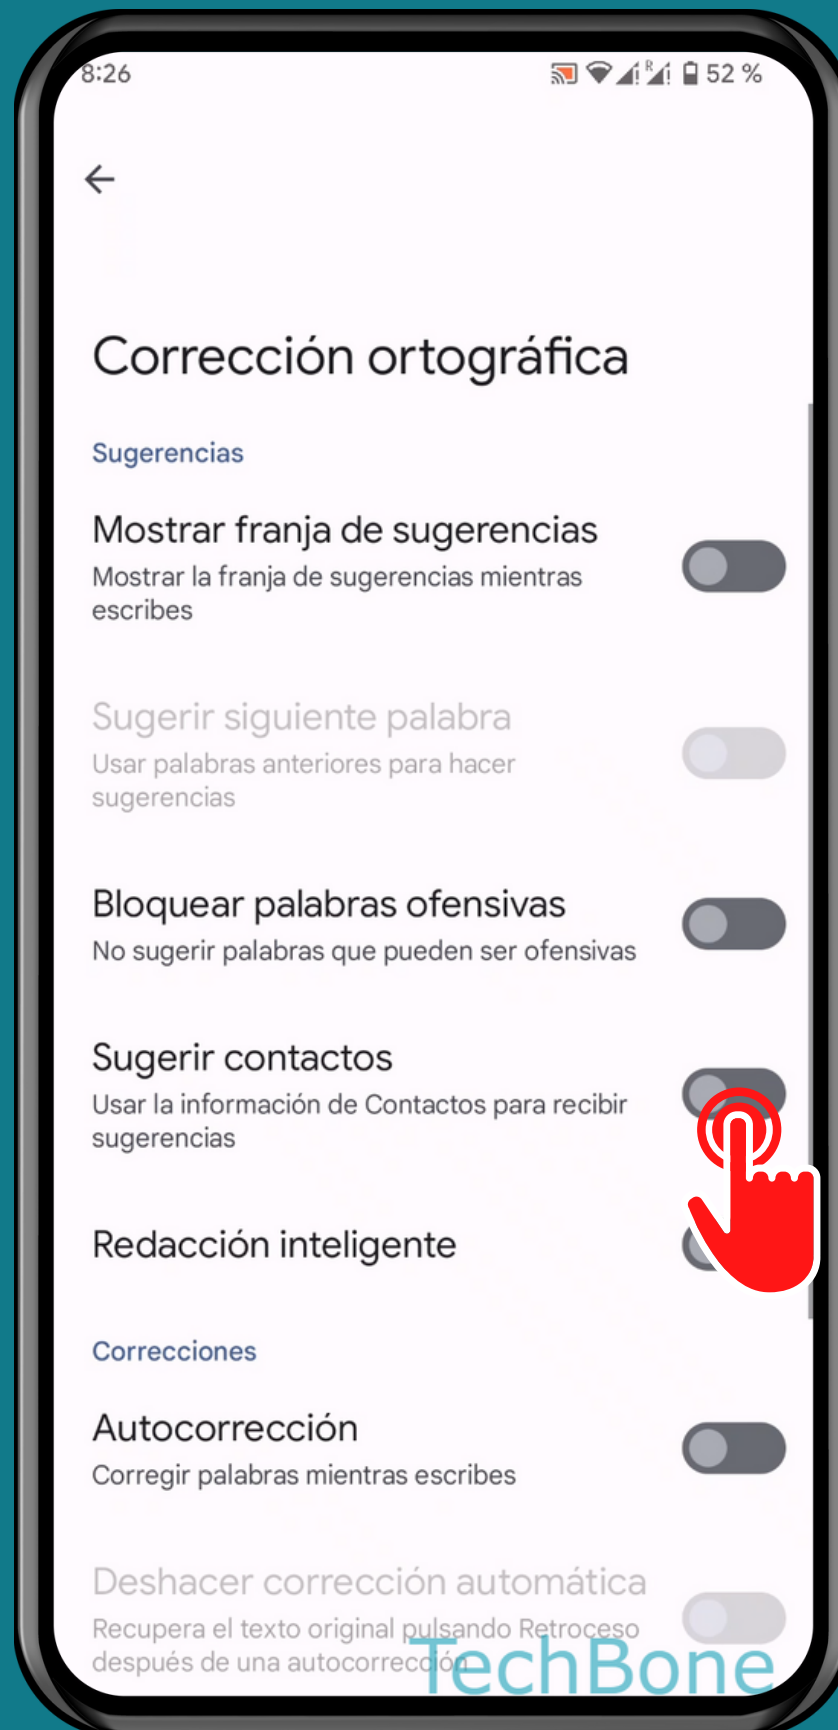 8:26
R
52 %
Corrección ortográfica
Sugerencias
Mostrar franja de sugerencias
Mostrar la franja de sugerencias mientras
escribes
Sugerir siguiente palabra
Usar palabras anteriores para hacer
sugerencias
Bloquear palabras ofensivas
No sugerir palabras que pueden ser ofensivas
Sugerir contactos
Usar la información de Contactos para recibir
sugerencias
Redacción inteligente
Correcciones
Autocorrección
Corregir palabras mientras escribes
Deshacer corrección automática
Recupera el texto original pulsando Retroceso
después de una autocorrección
TechBone